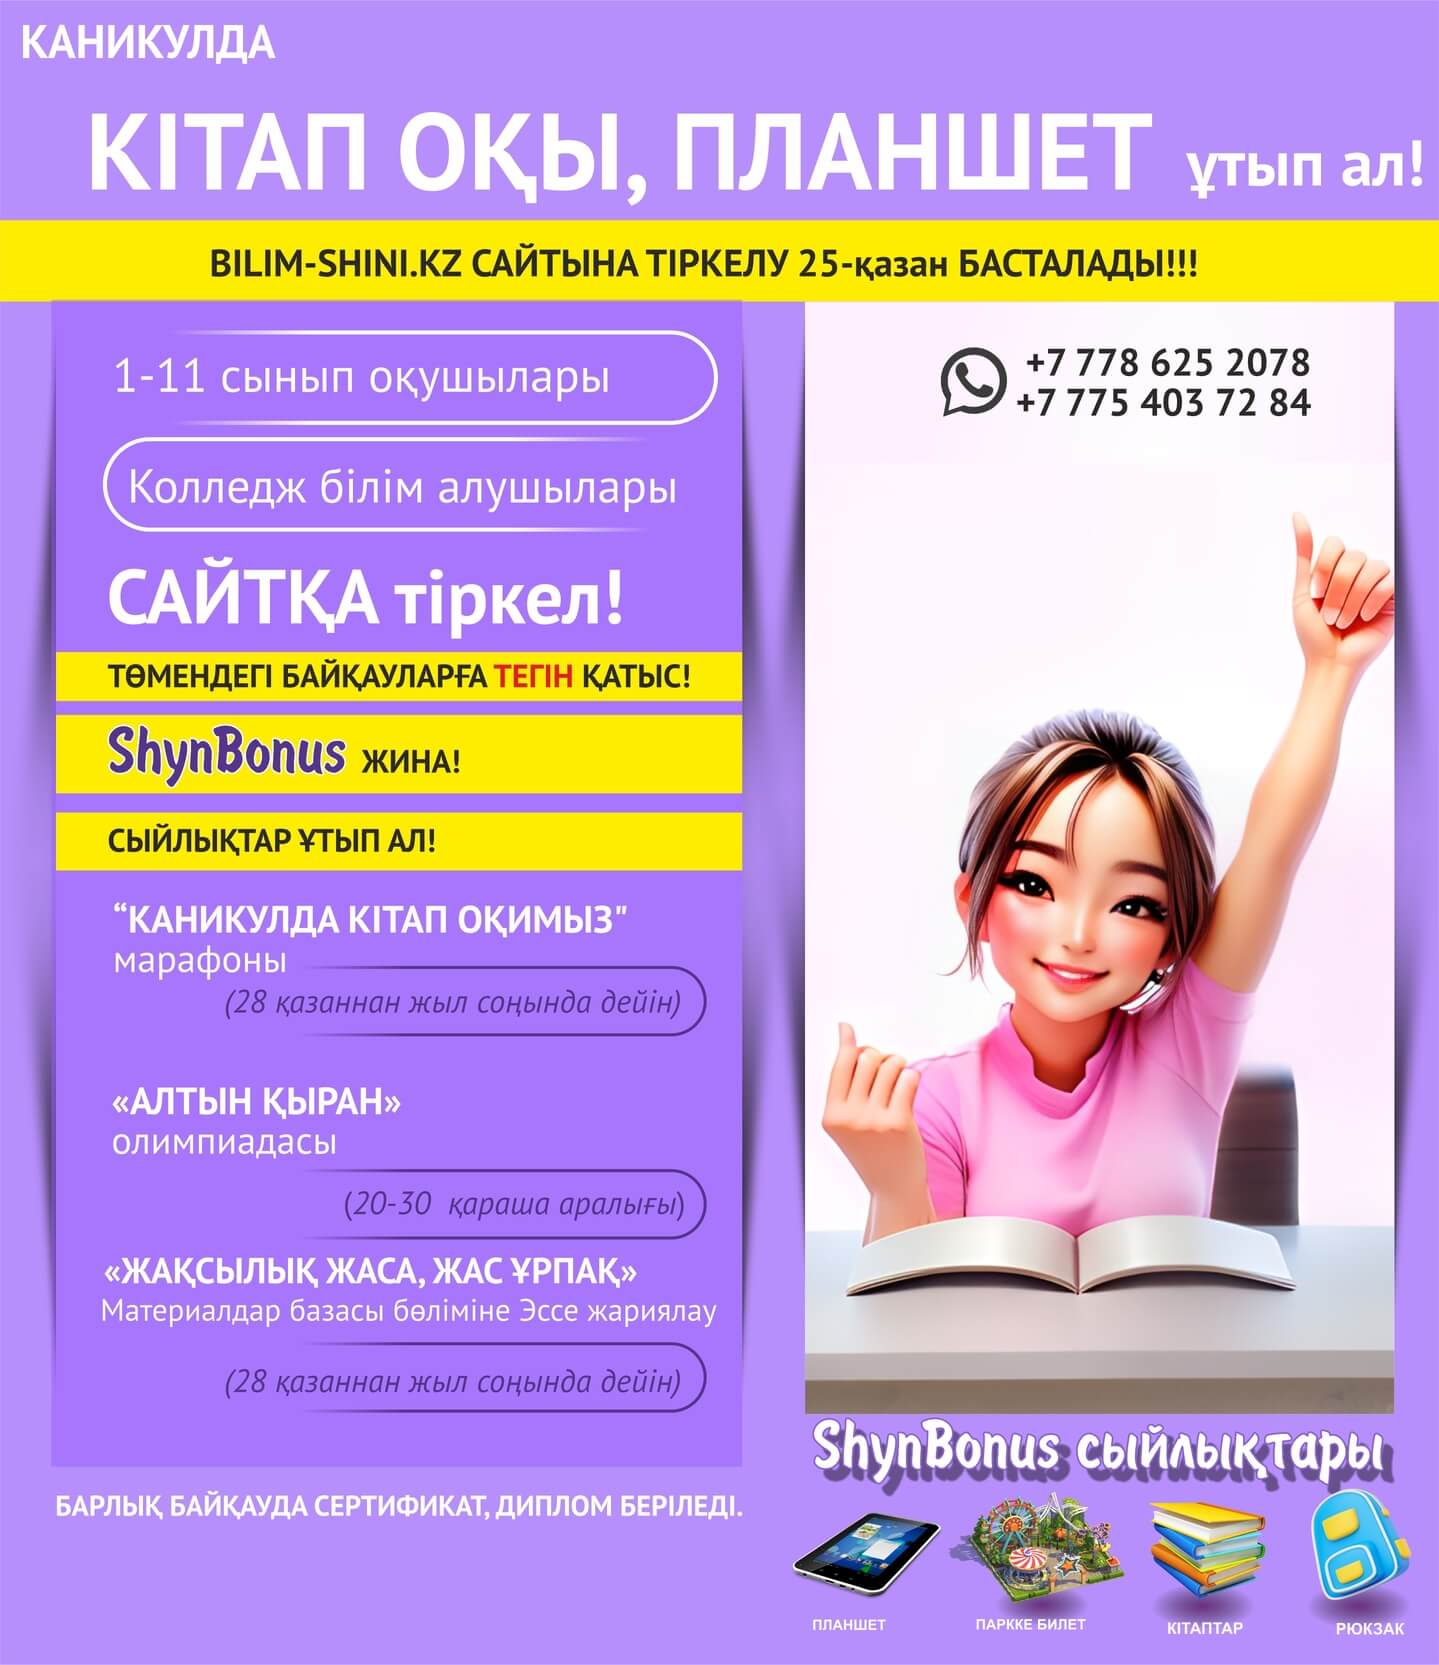 КАНИКУЛДА
КІТАП ОҚЫ, ПЛАНШЕТ ұтып ал!
BILIM-SHINI.KZ САЙТЫНА ТІРКЕЛУ 25-қазан БАСТАЛАДЫ!!!
1-11 сынып оқушылары
Колледж білім алушылары
САЙТҚА тіркел!
ТӨМЕНДЕГІ БАЙҚАУЛАРҒА ТЕГІН ҚАТЫС!
ShynBonus ЖИНА!
СЫЙЛЫҚТАР ҰТЫП АЛ!
“КАНИКУЛДА КІТАП ОҚИМЫЗ"
марафоны
(28 қазаннан жыл соңында дейін)
«АЛТЫН ҚЫРАН»
олимпиадасы
(20-30 қараша аралығы)
«ЖАҚСЫЛЫҚ ЖАСА, ЖАС ҰРПАҚ»
Материалдар базасы бөліміне Эссе жариялау
(28 қазаннан жыл соңында дейін)
БАРЛЫҚ БАЙҚАУДА СЕРТИФИКАТ, ДИПЛОМ БЕРІЛЕДІ.
+7 778 625 2078
+7 775 403 72 84
ShynBonus сыйлықтары
ПЛАНШЕТ
ПАРККЕ БИЛЕТ
КІТАПТАР
РЮКЗАК